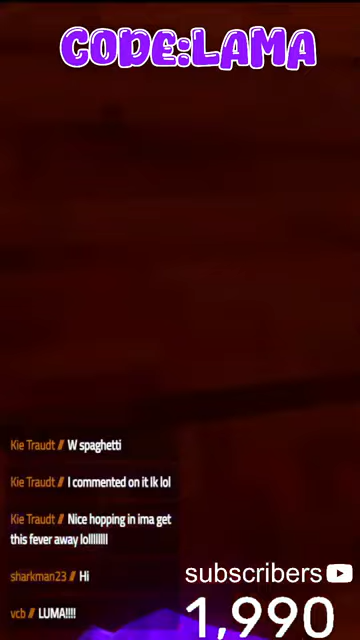 CODE:LAMA
Kie Traudt // W spaghetti
Kie Traudt // I commented on it lk lol
Kie Traudt // Nice hopping in ima get
this fever away lolllllllll
sharkman23 // Hi
vcb // LUMA!!!!
subscribers
1,990